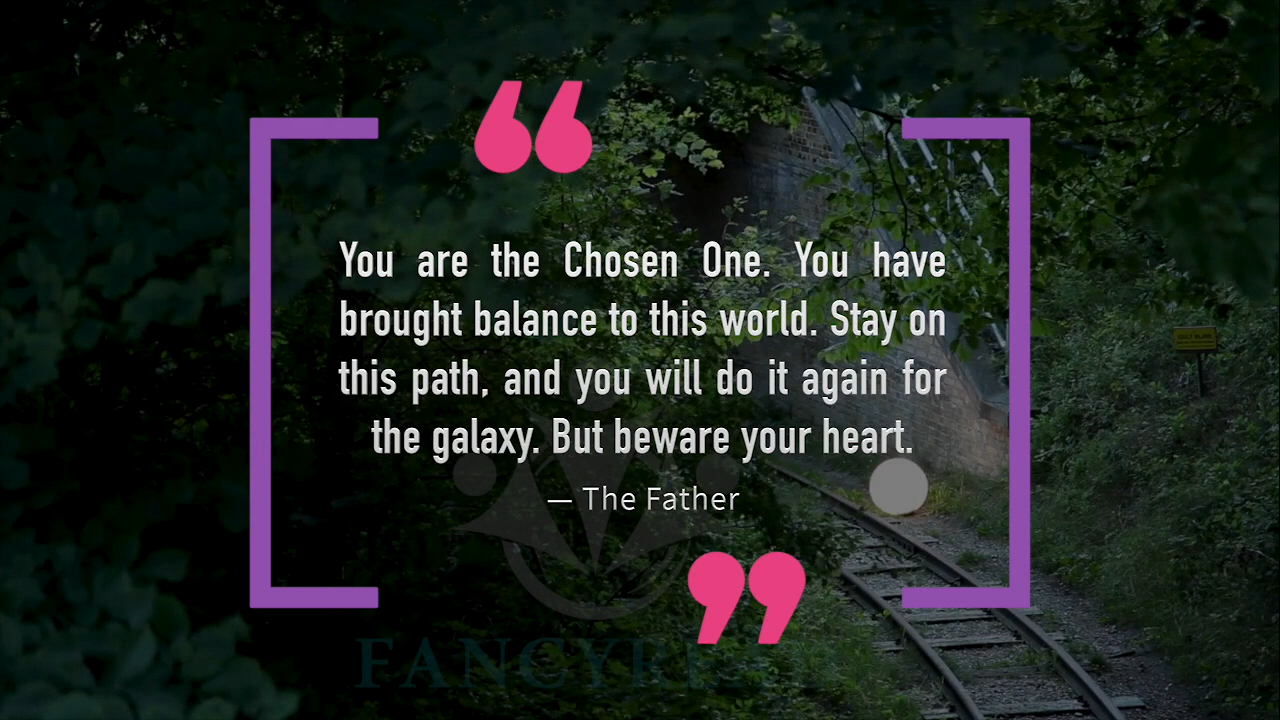 You are the Chosen One. You have
brought balance to this world. Stay on
this path, and you will do it again for
the galaxy. But beware your heart.
— The Father